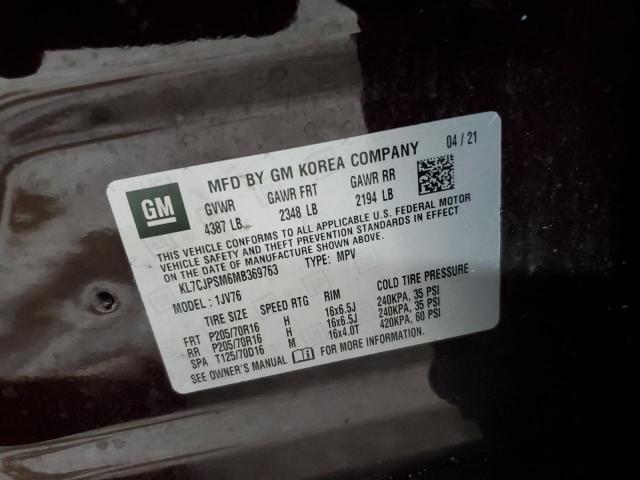 GM
MFD BY GM KOREA COMPANY 04 / 21
GVWR GAWR FRT GAWR RR
4387 LB 2348 LB 2194 LB
THIS VEHICLE CONFORMS TO ALL APPLICABLE U.S. FEDERAL MOTOR
VEHICLE SAFETY AND THEFT PREVENTION STANDARDS IN EFFECT
ON THE DATE OF MANUFACTURE SHOWN ABOVE.
KL7CJPSM6MB369763 TYPE: MPV
MODEL : 1JV76
TIRE SIZE SPEED RTG RIM COLD TIRE PRESSURE
FRT P205/70R16 H 16x6.5J 240KPA, 35 PSI
RR P205/70R16 H 16x6.5J 240KPA, 35 PSI
SPA T125/70D16 M 16x4.0T 420KPA, 60 PSI
SEE OWNER'S MANUAL FOR MORE INFORMATION.